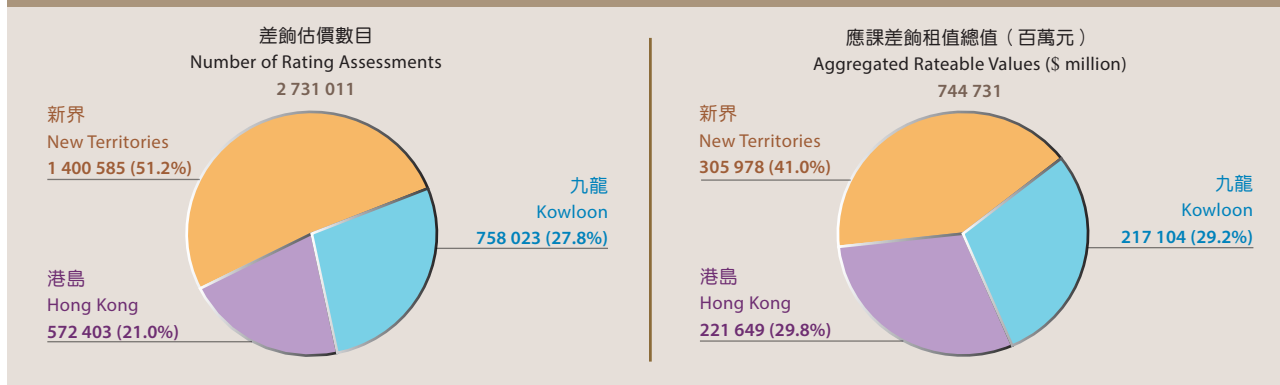 差餉估價數目
Number of Rating Assessments
2 731 011
新界
New Territories
1 400 585 (51.2%)
九龍
Kowloon
758 023 (27.8%)
港島
Hong Kong
572 403 (21.0%)
應課差餉租值總值（百萬元）
Aggregated Rateable Values ($ million)
744 731
新界
New Territories
305 978 (41.0%)
九龍
Kowloon
217 104 (29.2%)
港島
Hong Kong
221 649 (29.8%)